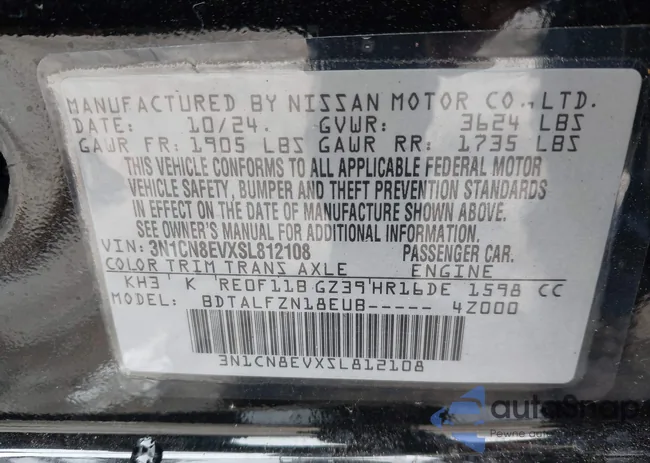 MANUFACTURED BY NISSAN MOTOR CO., LTD.
DATE: 10/24. GVWR: 3624 LBS
GAWR FR: 1905 LBS GAWR RR: 1735 LBS
THIS VEHICLE CONFORMS TO ALL APPLICABLE FEDERAL MOTOR
VEHICLE SAFETY, BUMPER AND THEFT PREVENTION STANDARDS
IN EFFECT ON THE DATE OF MANUFACTURE SHOWN ABOVE.
SEE OWNER'S MANUAL FOR ADDITIONAL INFORMATION.
VIN: 3N1CN8EVXSL812108 PASSENGER CAR.
COLOR TRIM TRANS AXLE ENGINE
KH3 K RE0F11B GZ39 HR16DE 1598 CC
MODEL: BDTALFZN18EUB----- 4Z000
3N1CN8EVXSL812108
autoSnap
Pewne auto